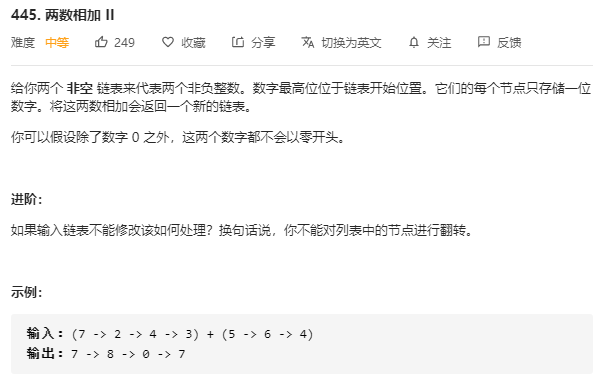 445. 两数相加 II
难度 中等 249 收藏 分享 切换为英文 关注 反馈
给你两个 非空 链表来代表两个非负整数。数字最高位位于链表开始位置。它们的每个节点只存储一位
数字。将这两数相加会返回一个新的链表。
你可以假设除了数字 0 之外，这两个数字都不会以零开头。
进阶：
如果输入链表不能修改该如何处理？换句话说，你不能对列表中的节点进行翻转。
示例：
输入：(7 -> 2 -> 4 -> 3) + (5 -> 6 -> 4)
输出：7 -> 8 -> 0 -> 7